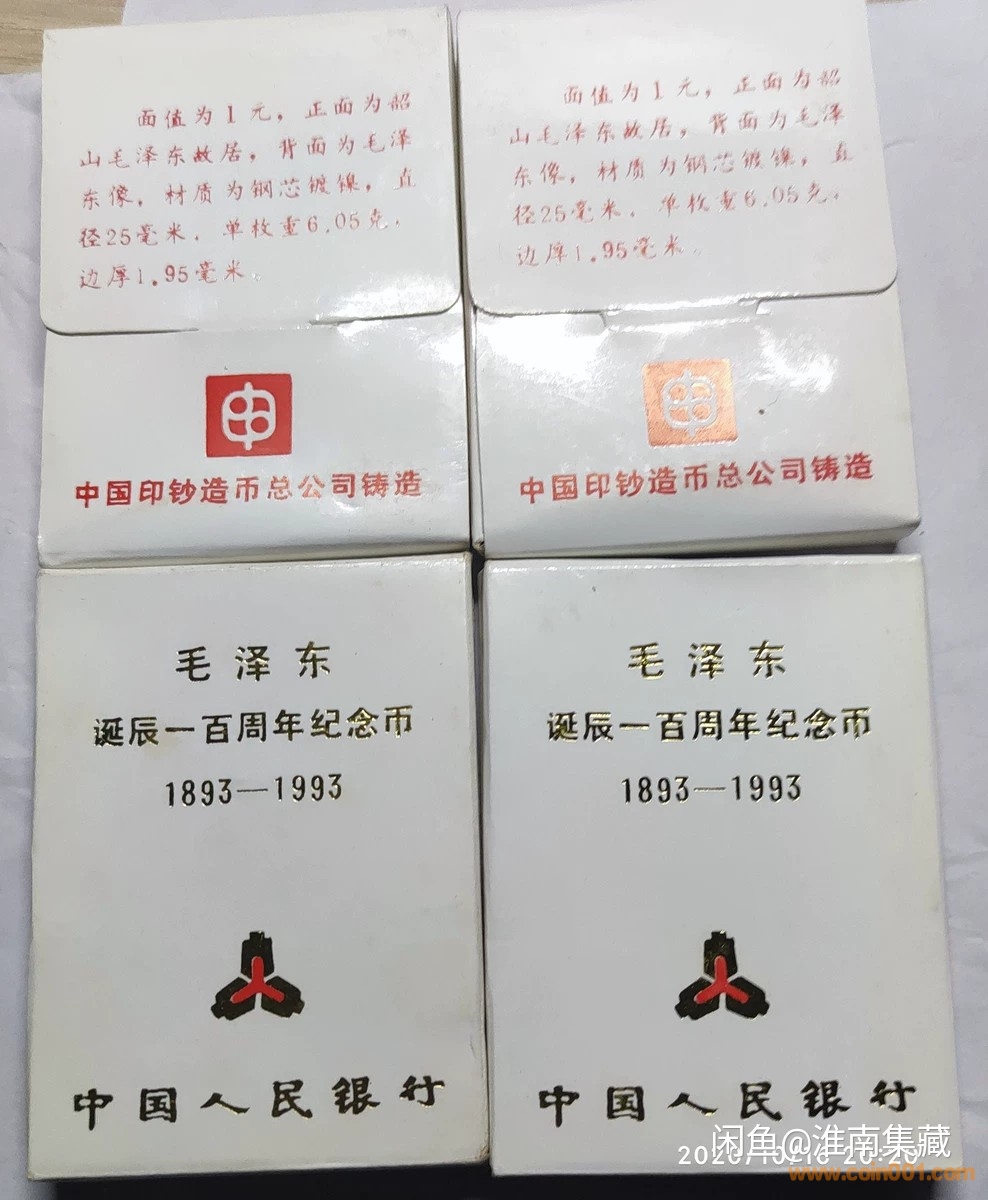 面值为1元，正面为韶
山毛泽东故居，背面为毛泽
东像，材质为钢芯镀镍，直
径25毫米，单枚重6.05克，
边厚1.95毫米。
中国印钞造币总公司铸造
面值为1元，正面为韶
山毛泽东故居，背面为毛泽
东像，材质为钢芯镀镍，直
径25毫米，单枚重6.05克，
边厚1.95毫米。
中国印钞造币总公司铸造
毛泽东
诞辰一百周年纪念币
1893—1993
中国人民银行
毛泽东
诞辰一百周年纪念币
1893—1993
中国人民银行
闲鱼@淮南集藏
2020/10/16 20:20
www.coin001.com